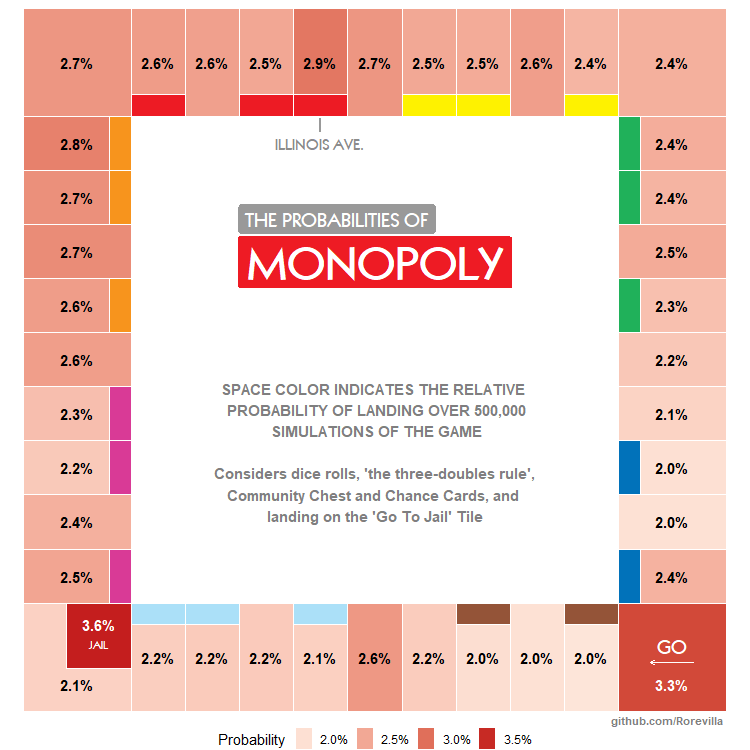 2.7% 2.6% 2.6% 2.5% 2.9% 2.7% 2.5% 2.5% 2.6% 2.4% 2.4%
ILLINOIS AVE.
2.8% 2.4%
2.7% 2.4%
THE PROBABILITIES OF
MONOPOLY
2.7% 2.5%
2.6% 2.3%
2.6% 2.2%
SPACE COLOR INDICATES THE RELATIVE
PROBABILITY OF LANDING OVER 500,000
SIMULATIONS OF THE GAME
2.3% 2.1%
2.2% 2.0%
Considers dice rolls, 'the three-doubles rule',
Community Chest and Chance Cards, and
landing on the 'Go To Jail' Tile
2.4% 2.0%
2.5% 2.4%
3.6%
JAIL
GO
2.2% 2.2% 2.2% 2.1% 2.6% 2.2% 2.0% 2.0% 2.0%
2.1% 3.3%
github.com/Rorevilla
Probability 2.0% 2.5% 3.0% 3.5%